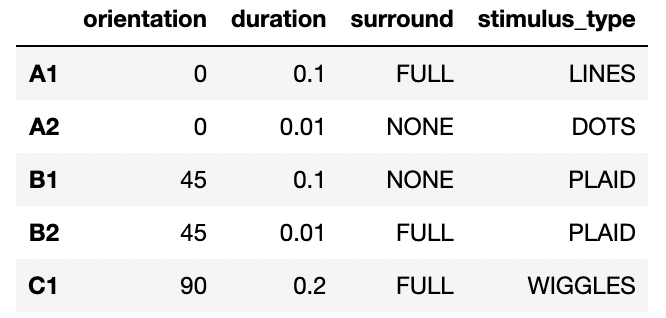 orientation duration surround stimulus_type
A1 0 0.1 FULL LINES
A2 0 0.01 NONE DOTS
B1 45 0.1 NONE PLAID
B2 45 0.01 FULL PLAID
C1 90 0.2 FULL WIGGLES